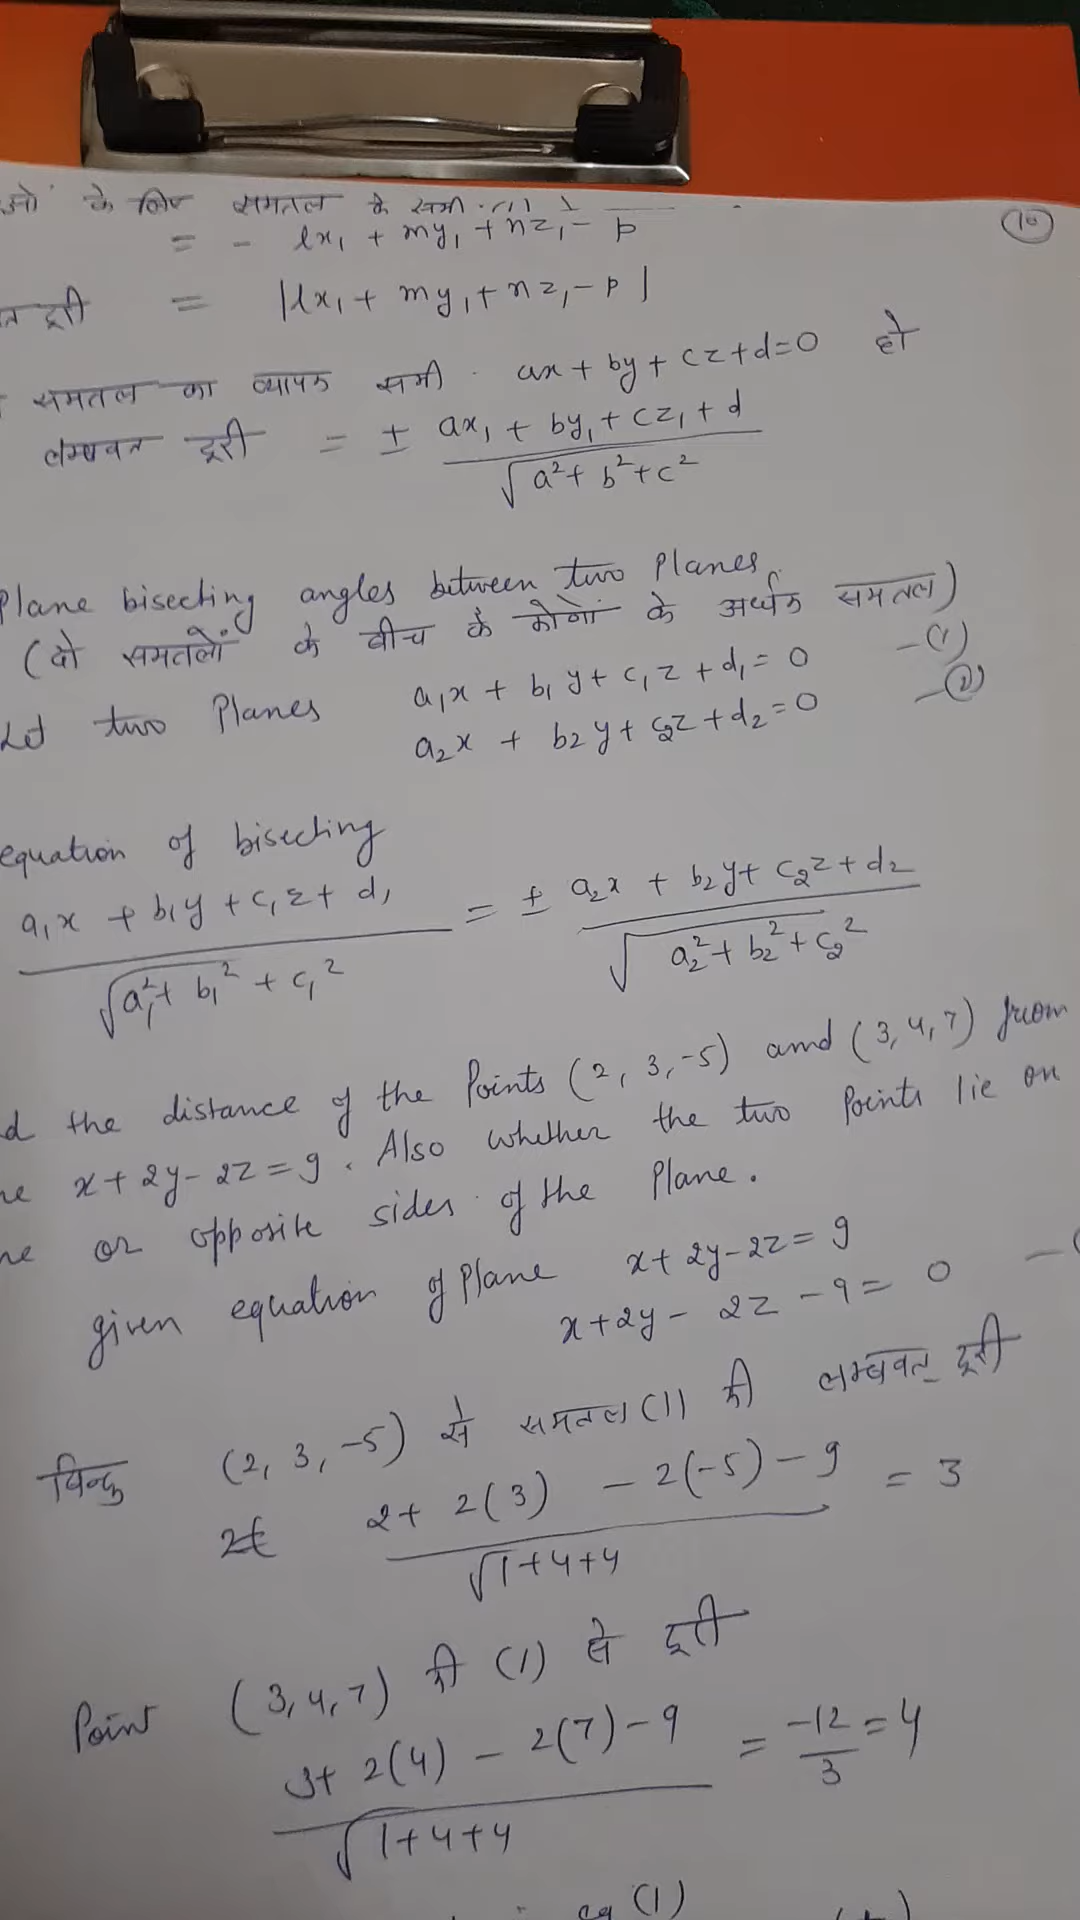 के लिए समतल के समी.
= - lx₁ + my₁ + nz₁ - p
(10)
दूरी = |lx₁ + my₁ + nz₁ - p|
समतल का व्यापक समी. ax + by + cz + d = 0 हो
लम्बवत दूरी = ± (ax₁ + by₁ + cz₁ + d) / √(a² + b² + c²)
Plane bisecting angles between two Planes.
(दो समतलों के बीच के कोणों के अर्धक समतल)
Let two Planes a₁x + b₁y + c₁z + d₁ = 0 -(1)
a₂x + b₂y + c₂z + d₂ = 0 -(2)
equation of bisecting
(a₁x + b₁y + c₁z + d₁) / √(a₁² + b₁² + c₁²) = ± (a₂x + b₂y + c₂z + d₂) / √(a₂² + b₂² + c₂²)
d the distance of the Points (2, 3, -5) and (3, 4, 7) from
ne x + 2y - 2z = 9. Also whether the two Points lie on
ne or opposite sides of the Plane.
given equation of Plane x + 2y - 2z = 9
x + 2y - 2z - 9 = 0 -(
बिन्दु (2, 3, -5) से समतल (1) की लम्बवत् दूरी
(2 + 2(3) - 2(-5) - 9) / √(1+4+4) = 3
Point (3, 4, 7) की (1) से दूरी
(3 + 2(4) - 2(7) - 9) / √(1+4+4) = -12/3 = 4
eq (1)